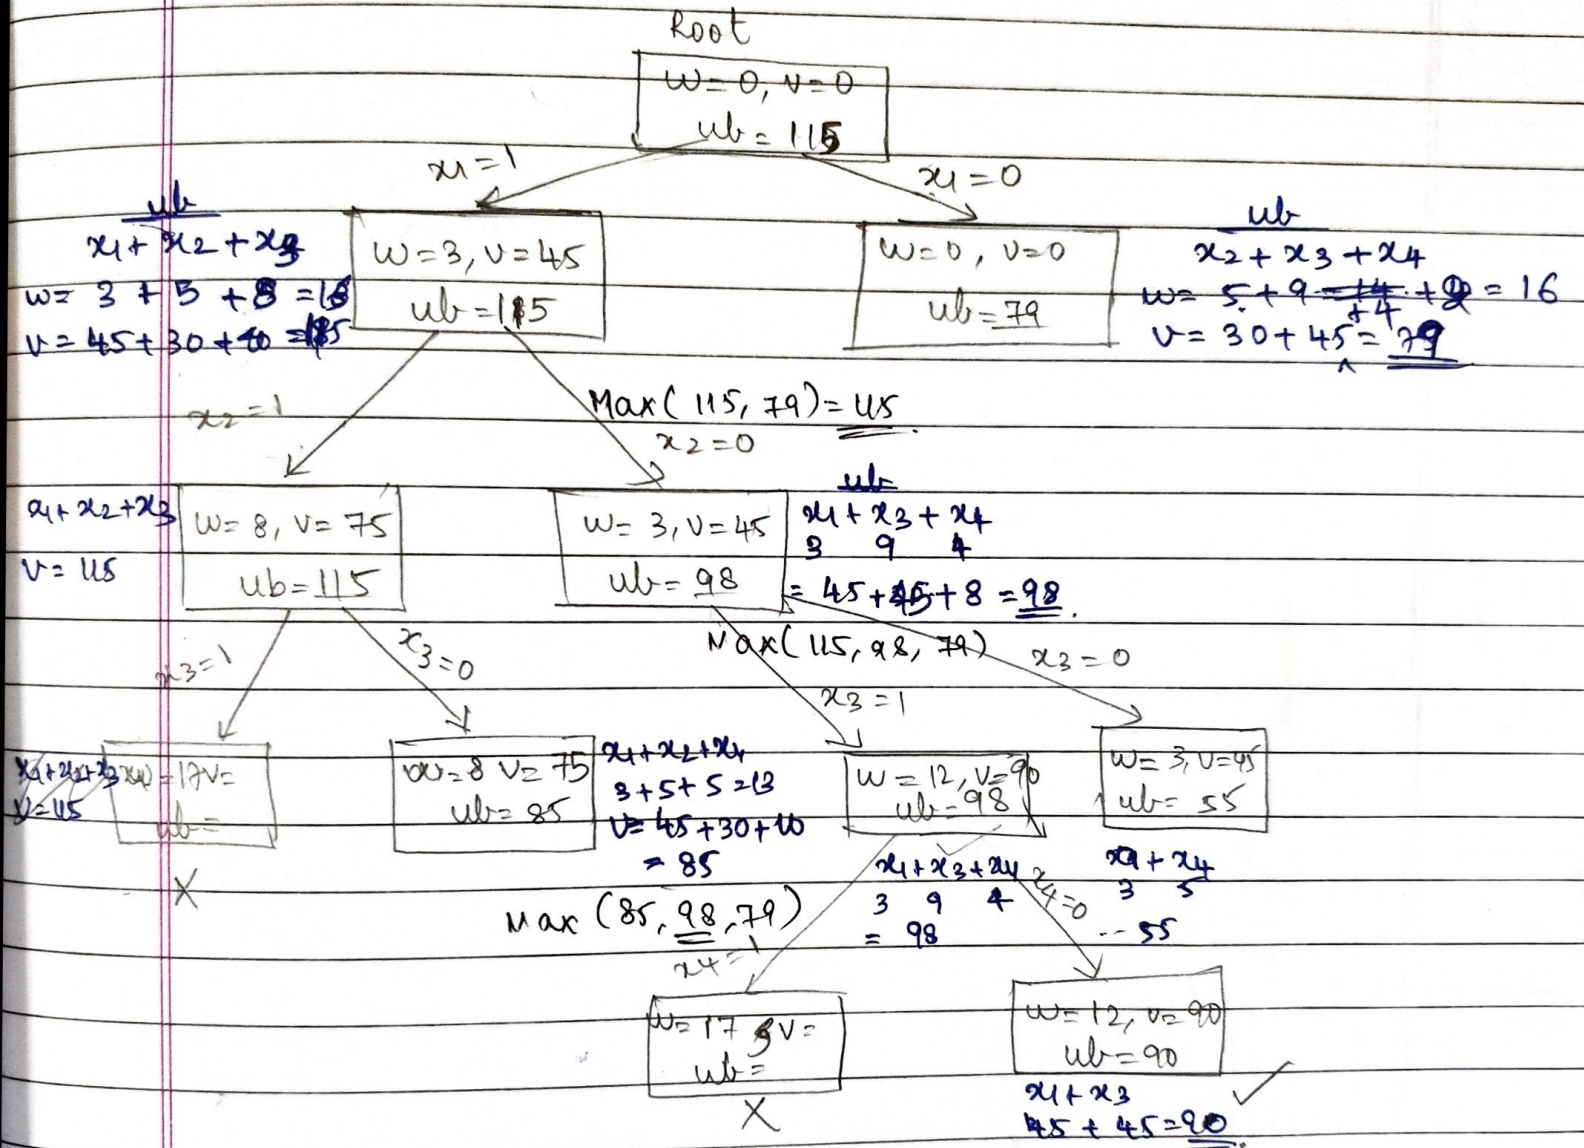 Root
w=0, v=0
ub=115
x1=1
x1=0
ub
x1+x2+x3
w= 3+5+8=16
v=45+30+40=115
w=3, v=45
ub=115
w=0, v=0
ub=79
ub
x2+x3+x4
w= 5+9 +4 = 16
v= 30+45= 79
x2=1
Max(115, 79)=115
x2=0
x1+x2+x3
v= 115
w= 8, v= 75
ub=115
w= 3, v=45
ub= 98
ub
x1+x3+x4
3 9 4
= 45+45+8=98.
Max(115, 98, 79)
x3=1
x3=0
x3=1
x3=0
x1+x2+x3
v=115
w=17 v=
ub=
X
w=8 v=75
ub=85
x1+x2+x4
3+5+5=13
v=45+30+10
= 85
w=12, v=90
ub=98
w=3, v=45
ub= 55
x1+x3+x4
3 9 4
= 98
x1+x4
3 5
55
Max (85, 98, 79)
x4=1
x4=0
w=17 v=
ub=
X
w=12, v=90
ub=90
x1+x3
45+45=90.